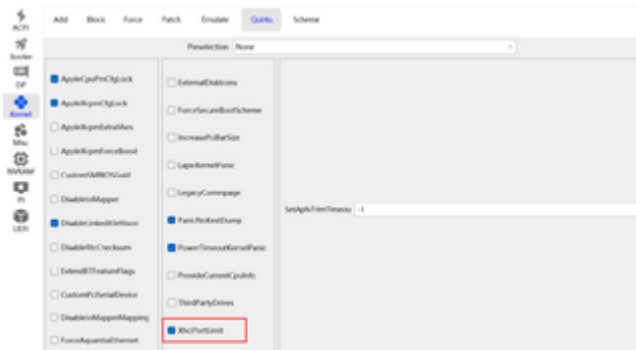 Add Block Force Patch Emulate Quirks Scheme
Preselection None
ACPI
Booter
DP
Kernel
Misc
NVRAM
PI
UEFI
AppleCpuPmCfgLock
AppleXcpmCfgLock
AppleXcpmExtraMsrs
AppleXcpmForceBoost
CustomSMBIOSGuid
DisableIoMapper
DisableLinkeditJettison
DisableRtcChecksum
ExtendBTFeatureFlags
CustomPciSerialDevice
DisableIoMapperMapping
ForceAquantiaEthernet
ExternalDiskIcons
ForceSecureBootScheme
IncreasePciBarSize
LapicKernelPanic
LegacyCommpage
PanicNoKextDump
PowerTimeoutKernelPanic
ProvideCurrentCpuInfo
ThirdPartyDrives
XhciPortLimit
SetApfsTrimTimeou -1